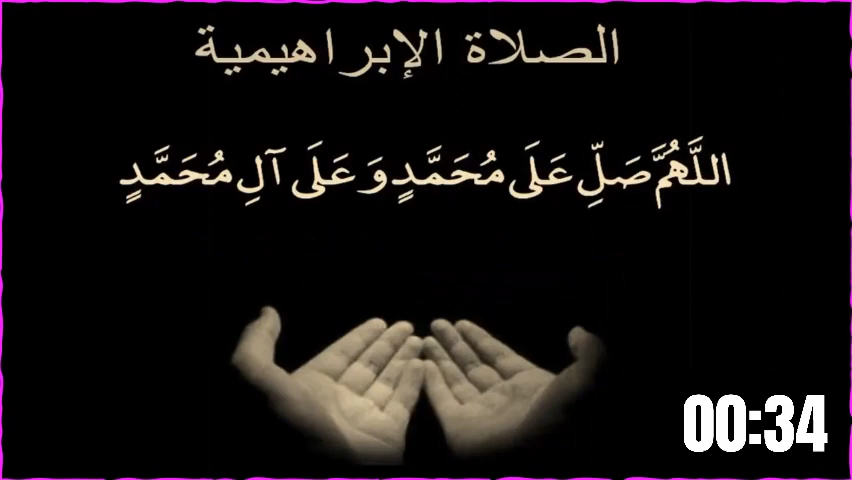 الصلاة الإبراهيمية
اللَّهُمَّ صَلِّ عَلَى مُحَمَّدٍ وَ عَلَى آلِ مُحَمَّدٍ
00:34